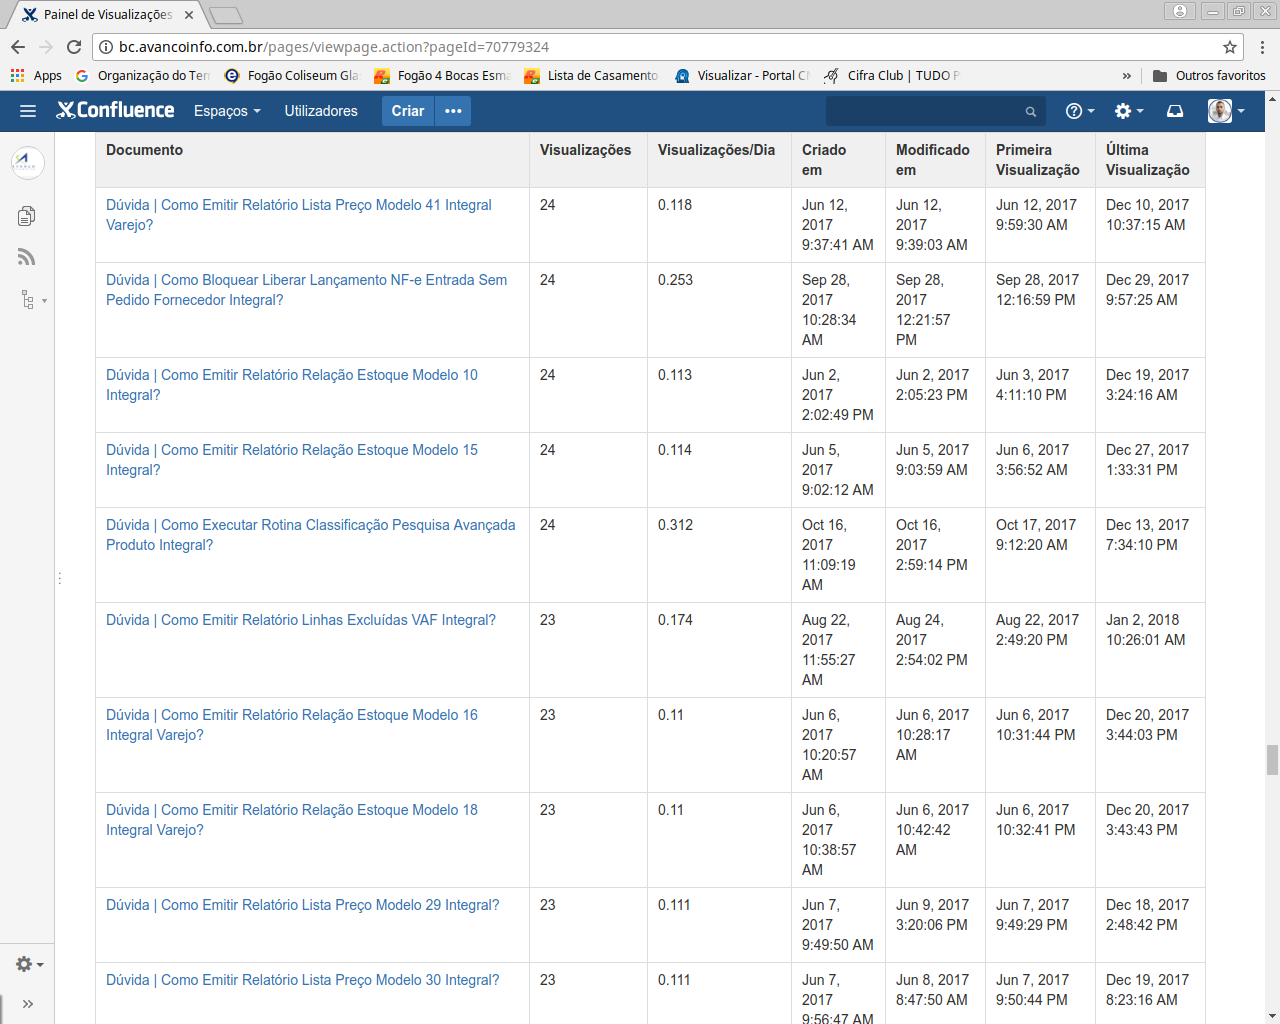 Painel de Visualizações
bc.avancoinfo.com.br/pages/viewpage.action?pageId=70779324
Apps Organização do Ter Fogão Coliseum Gla Fogão 4 Bocas Esma Lista de Casamento Visualizar - Portal C Cifra Club | TUDO » Outros favoritos
Confluence Espaços Utilizadores Criar ···
Documento Visualizações Visualizações/Dia Criado em Modificado em Primeira Visualização Última Visualização
Dúvida | Como Emitir Relatório Lista Preço Modelo 41 Integral
Varejo?
24 0.118
Jun 12,
2017
9:37:41 AM
Jun 12,
2017
9:39:03 AM
Jun 12, 2017
9:59:30 AM
Dec 10, 2017
10:37:15 AM
Dúvida | Como Bloquear Liberar Lançamento NF-e Entrada Sem
Pedido Fornecedor Integral?
24 0.253
Sep 28,
2017
10:28:34
AM
Sep 28,
2017
12:21:57
PM
Sep 28, 2017
12:16:59 PM
Dec 29, 2017
9:57:25 AM
Dúvida | Como Emitir Relatório Relação Estoque Modelo 10
Integral?
24 0.113
Jun 2,
2017
2:02:49 PM
Jun 2, 2017
2:05:23 PM
Jun 3, 2017
4:11:10 PM
Dec 19, 2017
3:24:16 AM
Dúvida | Como Emitir Relatório Relação Estoque Modelo 15
Integral?
24 0.114
Jun 5,
2017
9:02:12 AM
Jun 5, 2017
9:03:59 AM
Jun 6, 2017
3:56:52 AM
Dec 27, 2017
1:33:31 PM
Dúvida | Como Executar Rotina Classificação Pesquisa Avançada
Produto Integral?
24 0.312
Oct 16,
2017
11:09:19
AM
Oct 16,
2017
2:59:14 PM
Oct 17, 2017
9:12:20 AM
Dec 13, 2017
7:34:10 PM
Dúvida | Como Emitir Relatório Linhas Excluídas VAF Integral?
23 0.174
Aug 22,
2017
11:55:27
AM
Aug 24,
2017
2:54:02 PM
Aug 22, 2017
2:49:20 PM
Jan 2, 2018
10:26:01 AM
Dúvida | Como Emitir Relatório Relação Estoque Modelo 16
Integral Varejo?
23 0.11
Jun 6,
2017
10:20:57
AM
Jun 6, 2017
10:28:17
AM
Jun 6, 2017
10:31:44 PM
Dec 20, 2017
3:44:03 PM
Dúvida | Como Emitir Relatório Relação Estoque Modelo 18
Integral Varejo?
23 0.11
Jun 6,
2017
10:38:57
AM
Jun 6, 2017
10:42:42
AM
Jun 6, 2017
10:32:41 PM
Dec 20, 2017
3:43:43 PM
Dúvida | Como Emitir Relatório Lista Preço Modelo 29 Integral?
23 0.111
Jun 7,
2017
9:49:50 AM
Jun 9, 2017
3:20:06 PM
Jun 7, 2017
9:49:29 PM
Dec 18, 2017
2:48:42 PM
Dúvida | Como Emitir Relatório Lista Preço Modelo 30 Integral?
23 0.111
Jun 7,
2017
9:56:47 AM
Jun 8, 2017
8:47:50 AM
Jun 7, 2017
9:50:44 PM
Dec 19, 2017
8:23:16 AM